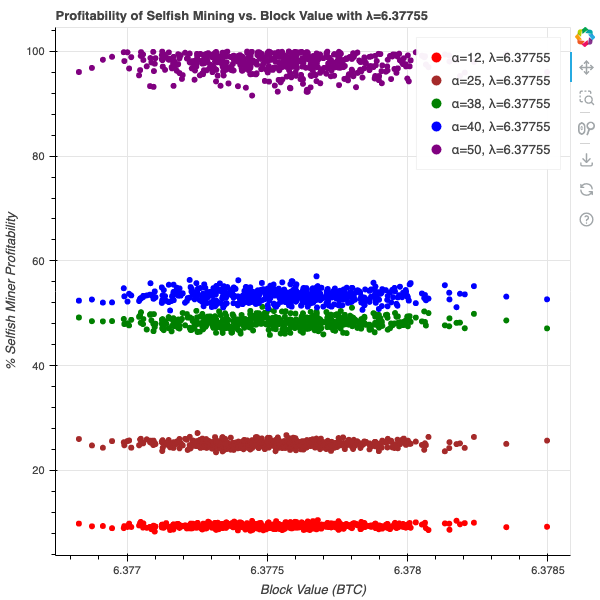 Profitability of Selfish Mining vs. Block Value with λ=6.37755
α=12, λ=6.37755
α=25, λ=6.37755
α=38, λ=6.37755
α=40, λ=6.37755
α=50, λ=6.37755
% Selfish Miner Profitability
100
80
60
40
20
6.377
6.3775
6.378
6.3785
Block Value (BTC)